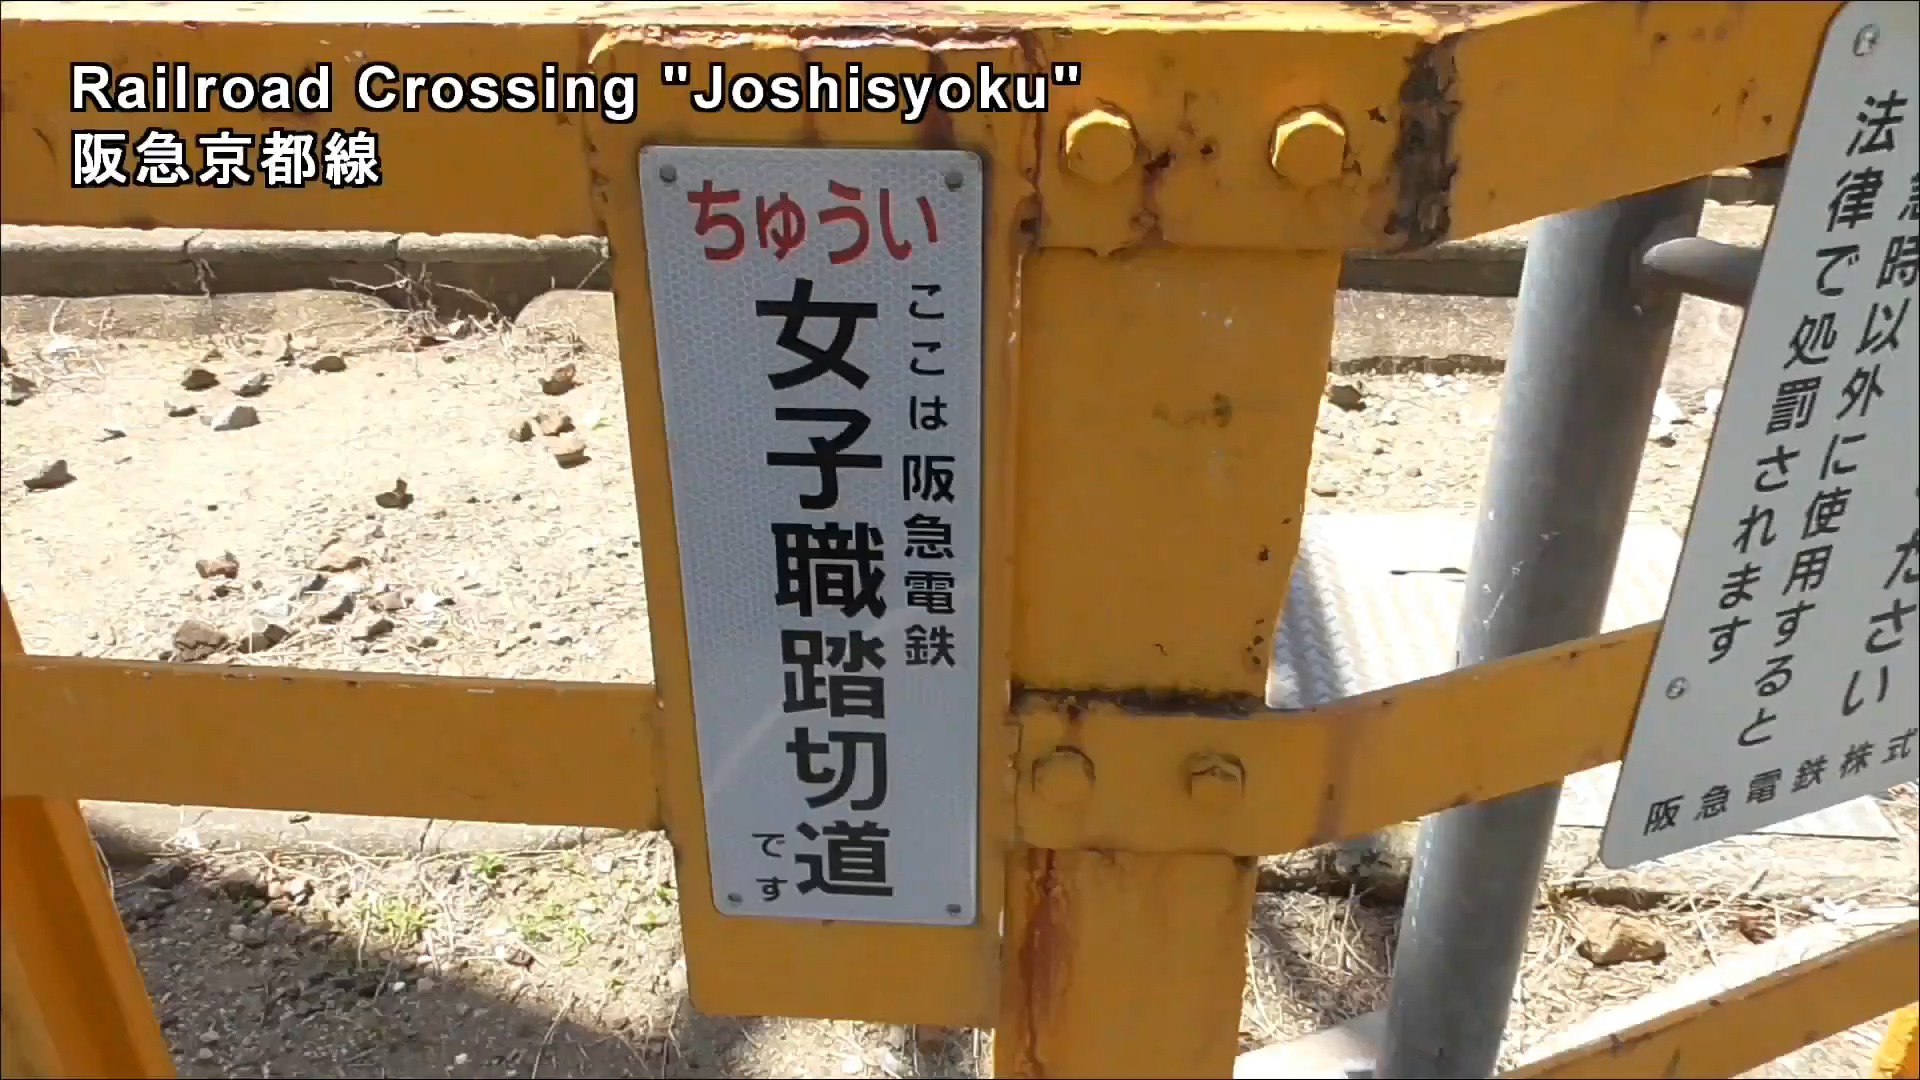 Railroad Crossing "Joshisyoku"
阪急京都線
ちゅうい
ここは阪急電鉄
女子職踏切道
です
急時以外に使用すると
法律で処罰されます
阪急電鉄株式
ださい